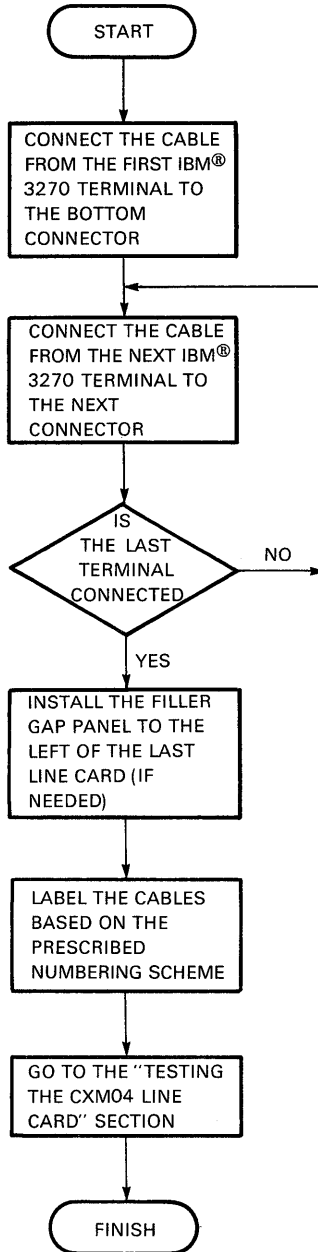 START
CONNECT THE CABLE
FROM THE FIRST IBM®
3270 TERMINAL TO
THE BOTTOM
CONNECTOR
CONNECT THE CABLE
FROM THE NEXT IBM®
3270 TERMINAL TO
THE NEXT
CONNECTOR
IS
THE LAST
TERMINAL
CONNECTED
NO
YES
INSTALL THE FILLER
GAP PANEL TO THE
LEFT OF THE LAST
LINE CARD (IF
NEEDED)
LABEL THE CABLES
BASED ON THE
PRESCRIBED
NUMBERING SCHEME
GO TO THE "TESTING
THE CXM04 LINE
CARD" SECTION
FINISH